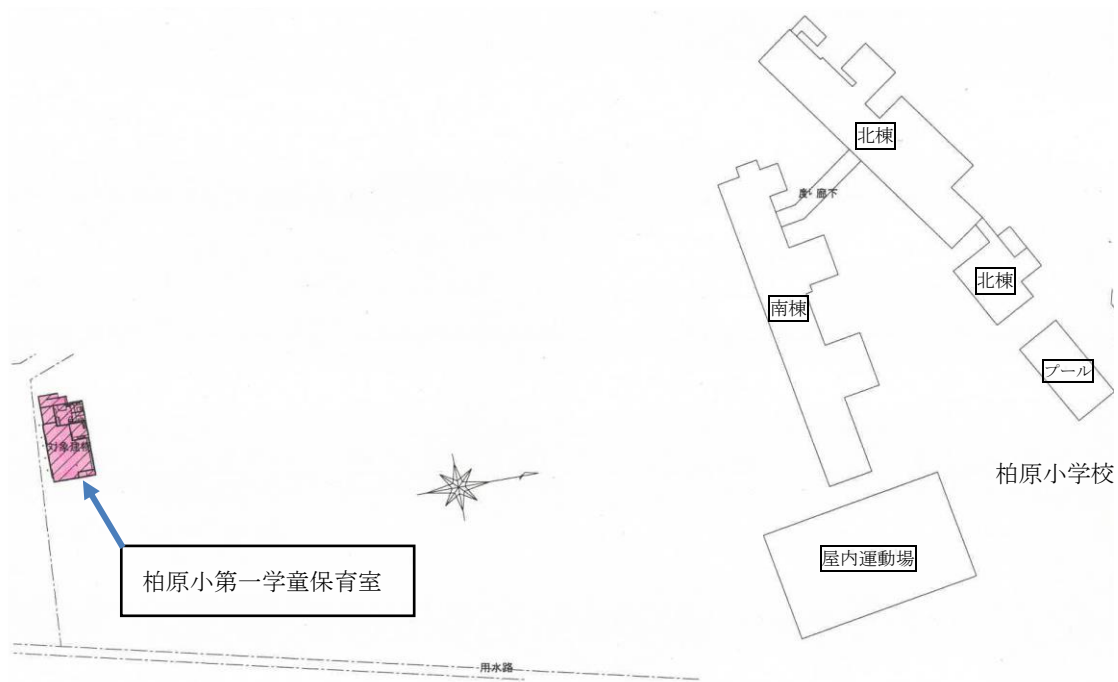 北棟
渡り廊下
北棟
南棟
プール
対象建物
柏原小学校
屋内運動場
柏原小第一学童保育室
用水路